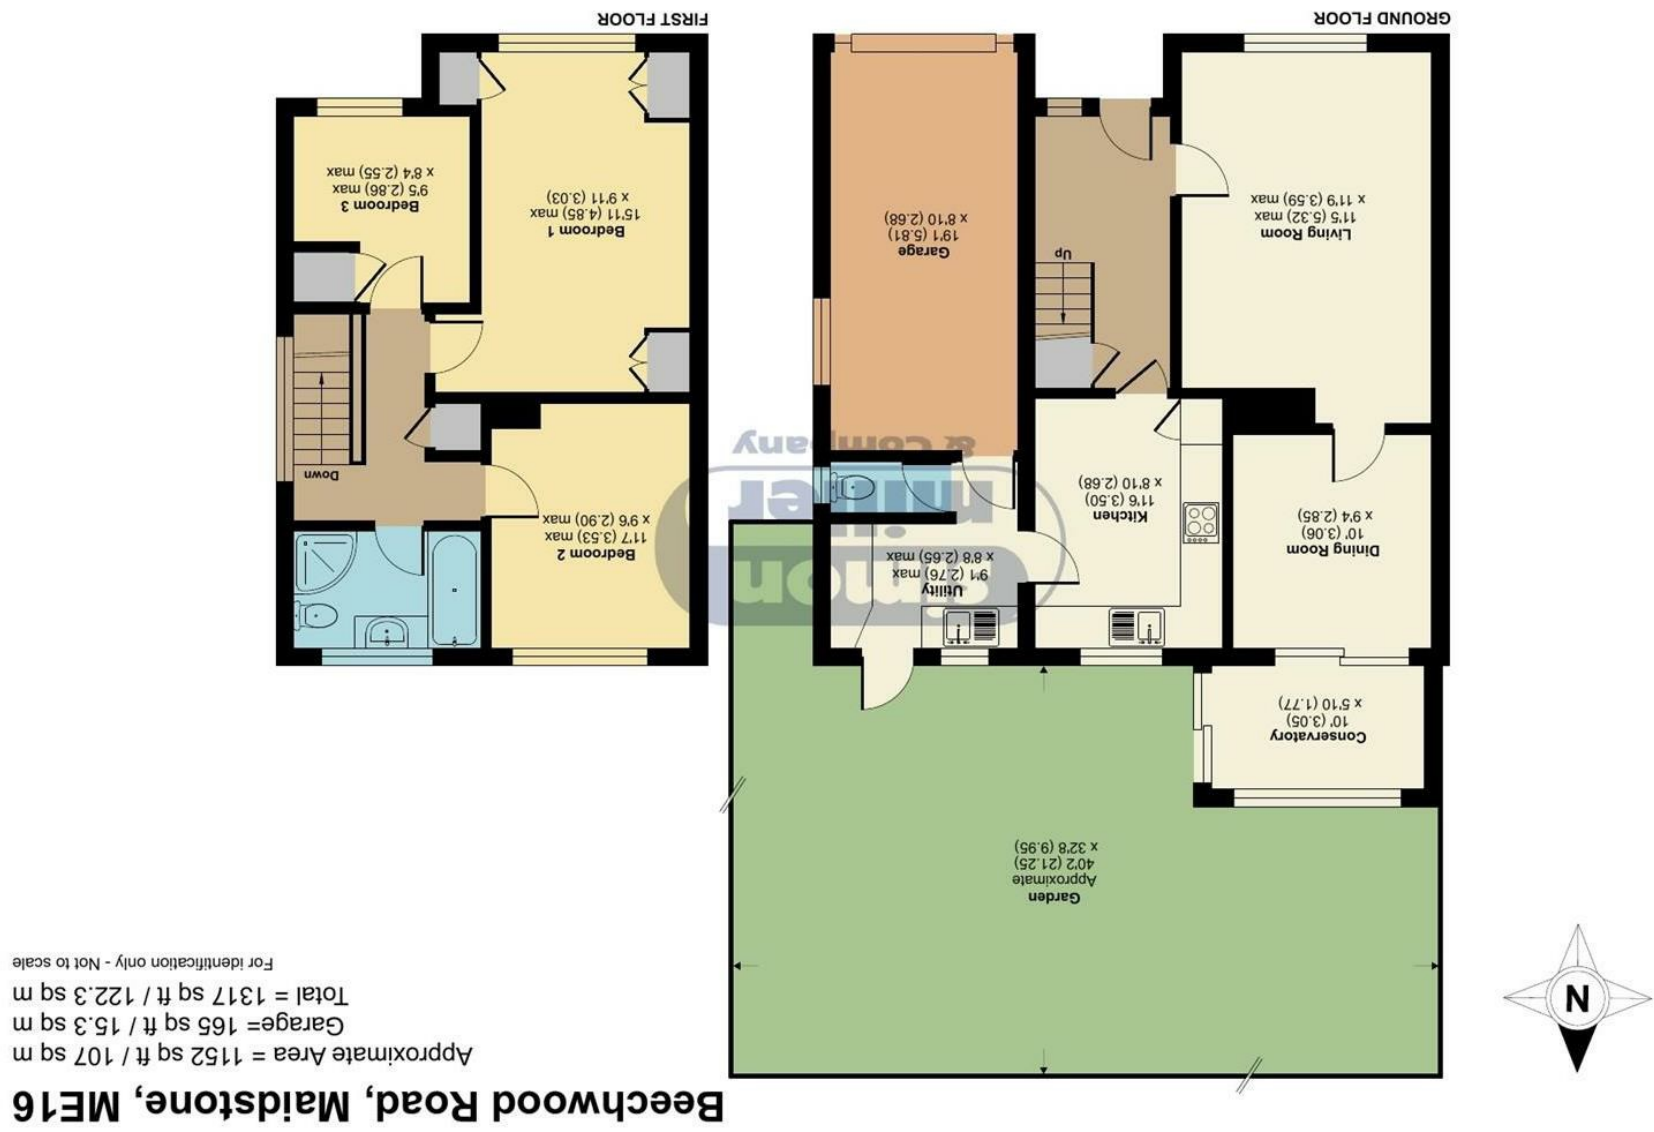 Beechwood Road, Maidstone, ME16
Approximate Area = 1152 sq ft / 107 sq m
Garage= 165 sq ft / 15.3 sq m
Total = 1317 sq ft / 122.3 sq m
For identification only - Not to scale
N
Garden
Approximate
40'2 (21.25)
x 32'8 (9.95)
Conservatory
10' (3.05)
x 5'10 (1.77)
Dining Room
10' (3.06)
x 9'4 (2.85)
Kitchen
11'6 (3.50)
x 8'10 (2.68)
Utility
9'1 (2.76) max
x 8'8 (2.65) max
simon
miller
& Company
Living Room
11'5 (5.32) max
x 11'9 (3.59) max
Up
Garage
19'1 (5.81)
x 8'10 (2.68)
GROUND FLOOR
Bedroom 2
11'7 (3.53) max
x 9'6 (2.90) max
Down
Bedroom 1
15'11 (4.85) max
x 9'11 (3.03)
Bedroom 3
9'5 (2.86) max
x 8'4 (2.55) max
FIRST FLOOR